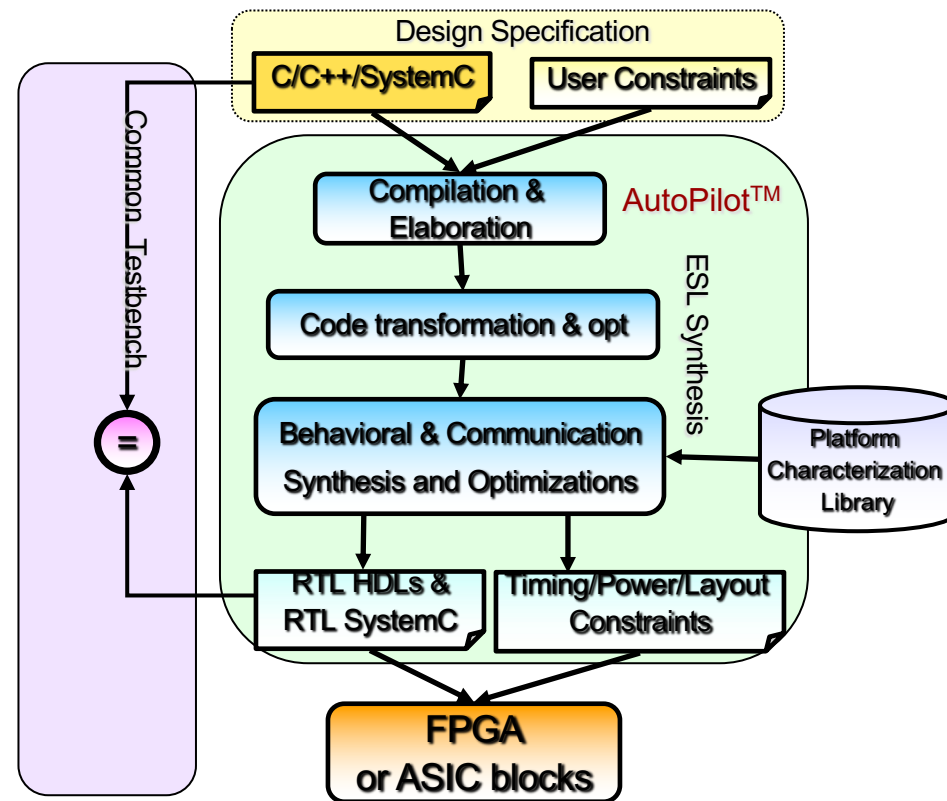 Design Specification
C/C++/SystemC
User Constraints
Common Testbench
Compilation &
Elaboration
AutoPilot™
Code transformation & opt
ESL Synthesis
Behavioral & Communication
Synthesis and Optimizations
Platform
Characterization
Library
=
RTL HDLs &
RTL SystemC
Timing/Power/Layout
Constraints
FPGA
or ASIC blocks